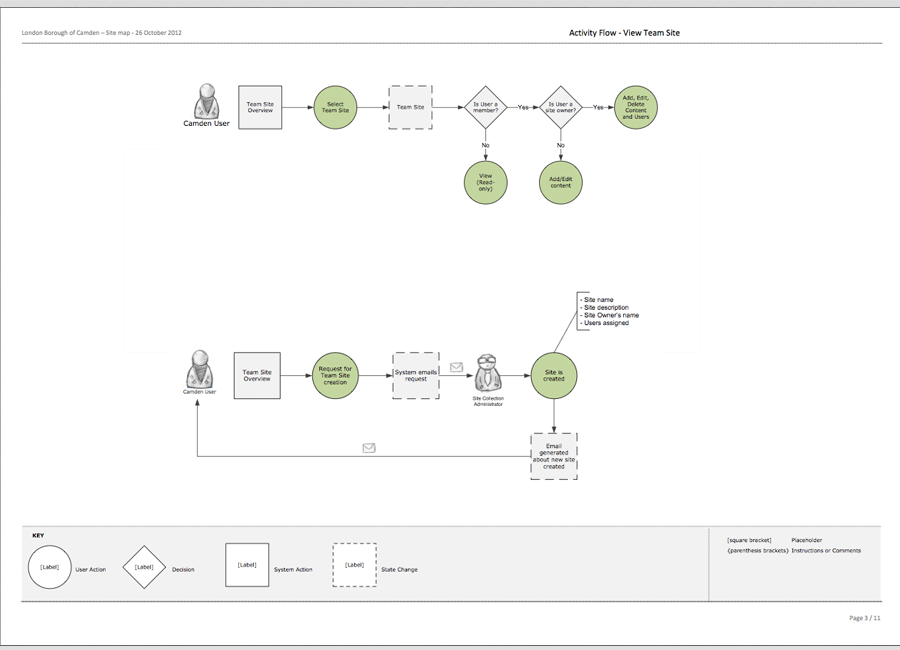 London Borough of Camden – Site map - 26 October 2012
Activity Flow - View Team Site
Camden User
Team Site
Overview
Select
Team Site
Team Site
Is User a
member?
Yes
Is User a
site owner?
Yes
Add, Edit,
Delete
Content
and Users
No
No
View
(Read-
only)
Add/Edit
content
- Site name
- Site description
- Site Owner's name
- Users assigned
Camden User
Team Site
Overview
Request for
Team Site
creation
System emails
request
Site Collection
Administrator
Site is
created
Email
generated
about new site
created
KEY
[Label]
User Action
[Label]
Decision
[Label]
System Action
[Label]
State Change
[square bracket] Placeholder
(parenthesis brackets) Instructions or Comments
Page 3 / 11